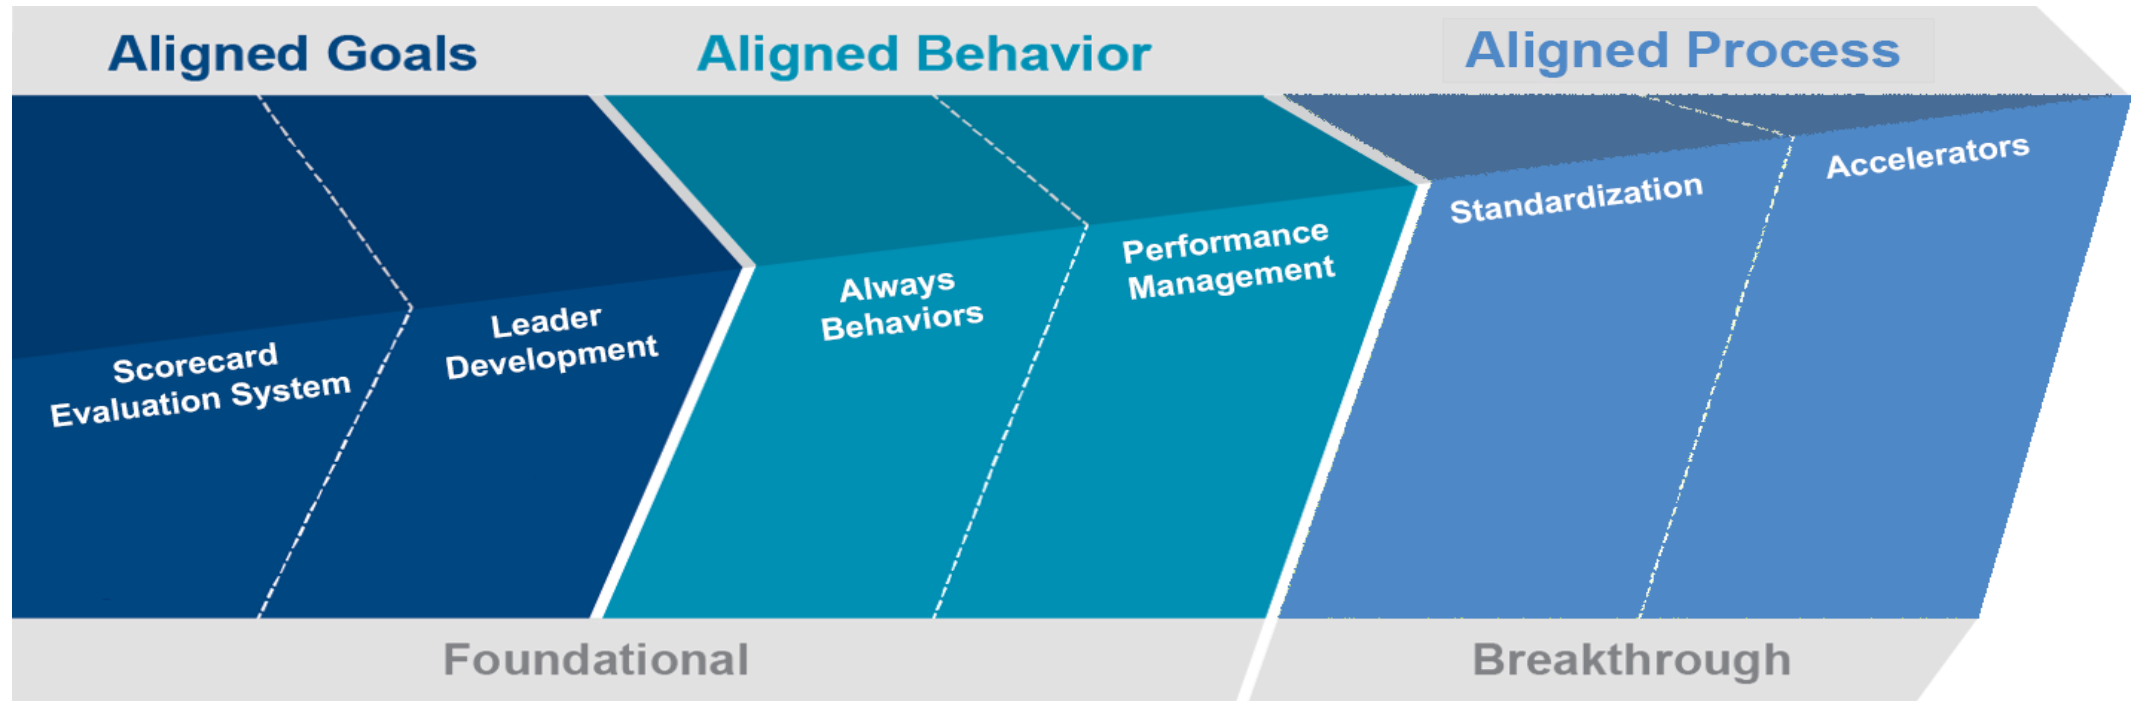 Aligned Goals
Aligned Behavior
Aligned Process
Scorecard
Evaluation System
Leader
Development
Always
Behaviors
Performance
Management
Standardization
Accelerators
Foundational
Breakthrough